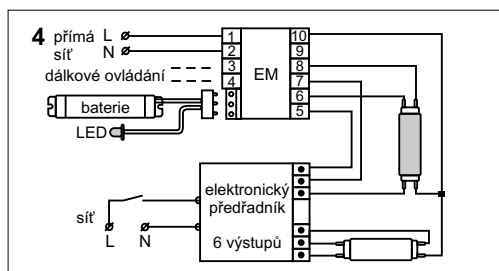 4 přímá L
síť N
dálkové ovládání
baterie
LED
1
2
3
4
EM
10
9
8
7
6
5
elektronický
předřadník
6 výstupů
síť
L N